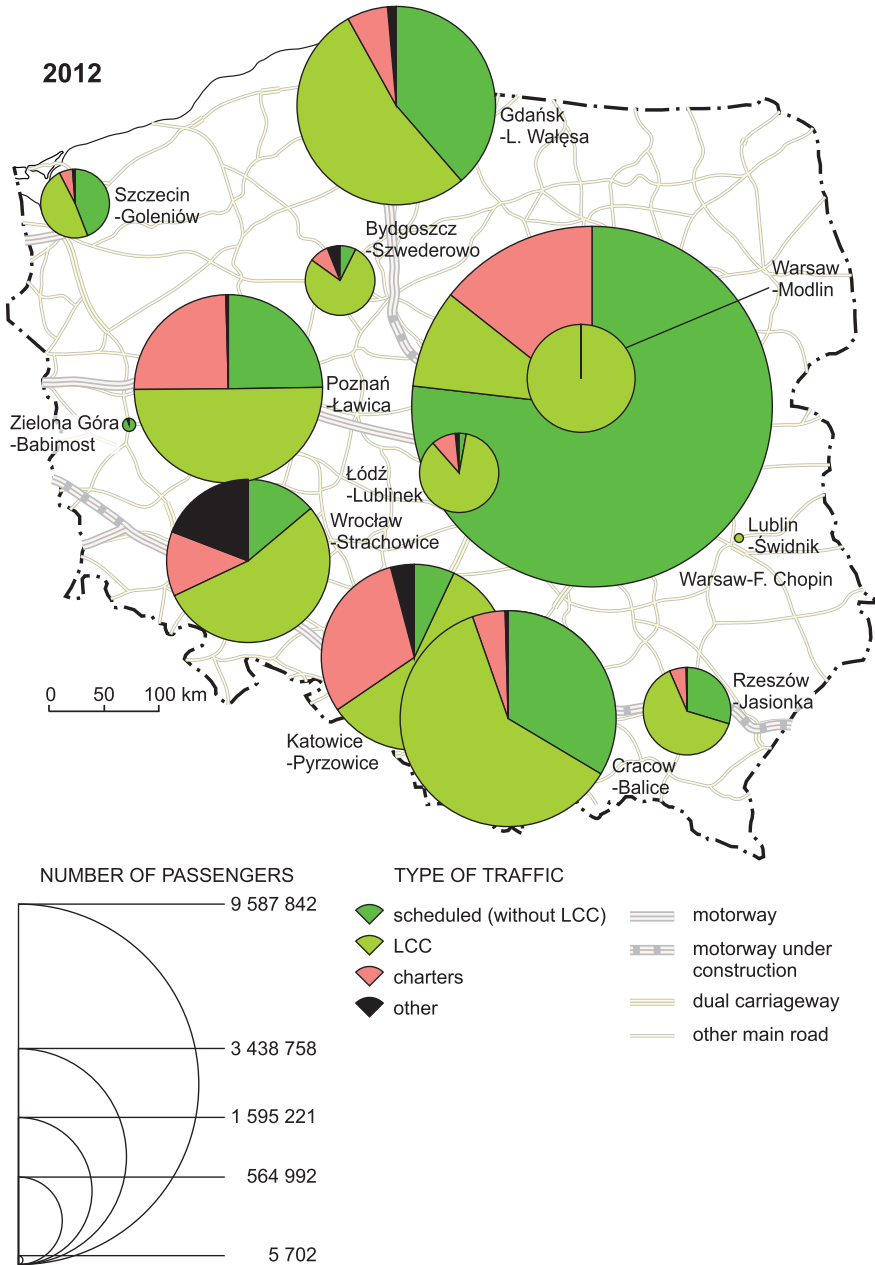 2012
Gdańsk
-L. Wałęsa
Szczecin
-Goleniów
Bydgoszcz
-Szwederowo
Warsaw
-Modlin
Poznań
-Ławica
Zielona Góra
-Babimost
Łódź
-Lublinek
Wrocław
-Strachowice
Lublin
-Świdnik
Warsaw-F. Chopin
Rzeszów
-Jasionka
0 50 100 km
Katowice
-Pyrzowice
Cracow
-Balice
NUMBER OF PASSENGERS
9 587 842
3 438 758
1 595 221
564 992
5 702
TYPE OF TRAFFIC
scheduled (without LCC)
LCC
charters
other
motorway
motorway under
construction
dual carriageway
other main road